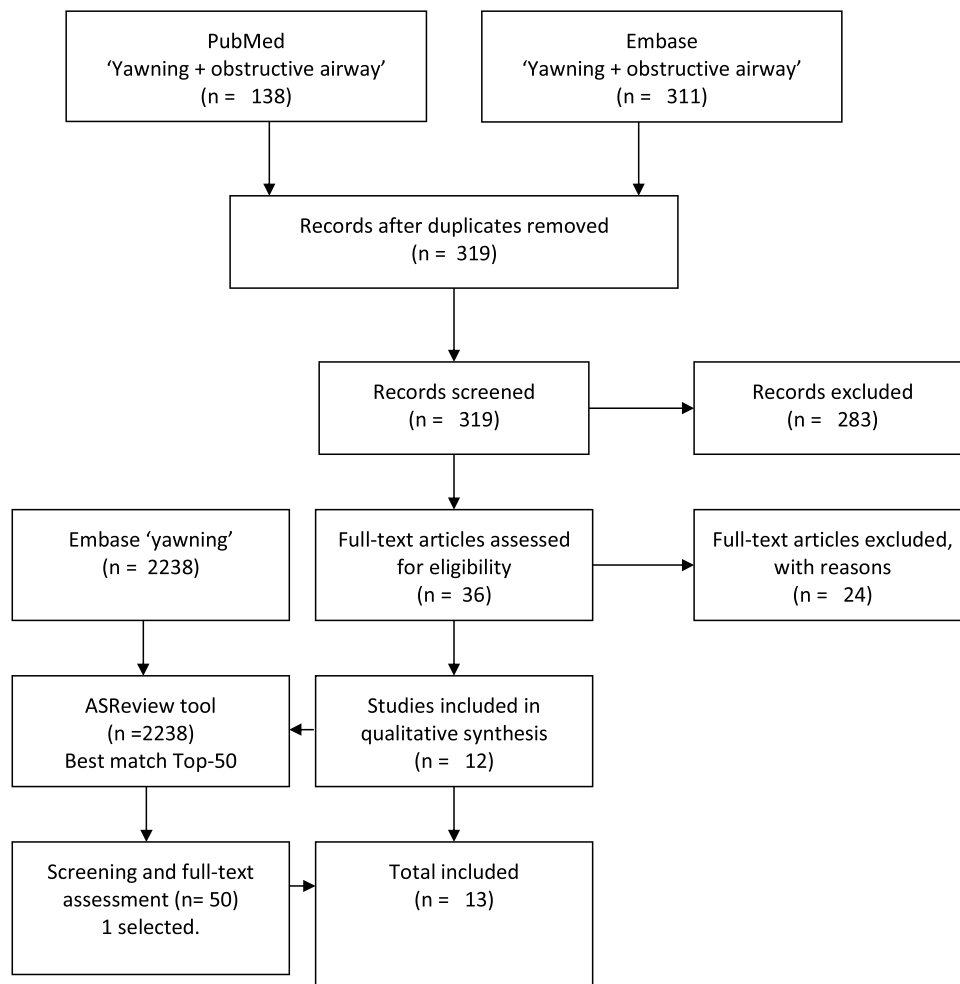 PubMed
‘Yawning + obstructive airway’
(n = 138)
Embase
‘Yawning + obstructive airway’
(n = 311)
Records after duplicates removed
(n = 319)
Records screened
(n = 319)
Records excluded
(n = 283)
Embase ‘yawning’
(n = 2238)
Full-text articles assessed
for eligibility
(n = 36)
Full-text articles excluded,
with reasons
(n = 24)
ASReview tool
(n =2238)
Best match Top-50
Studies included in
qualitative synthesis
(n = 12)
Screening and full-text
assessment (n= 50)
1 selected.
Total included
(n = 13)